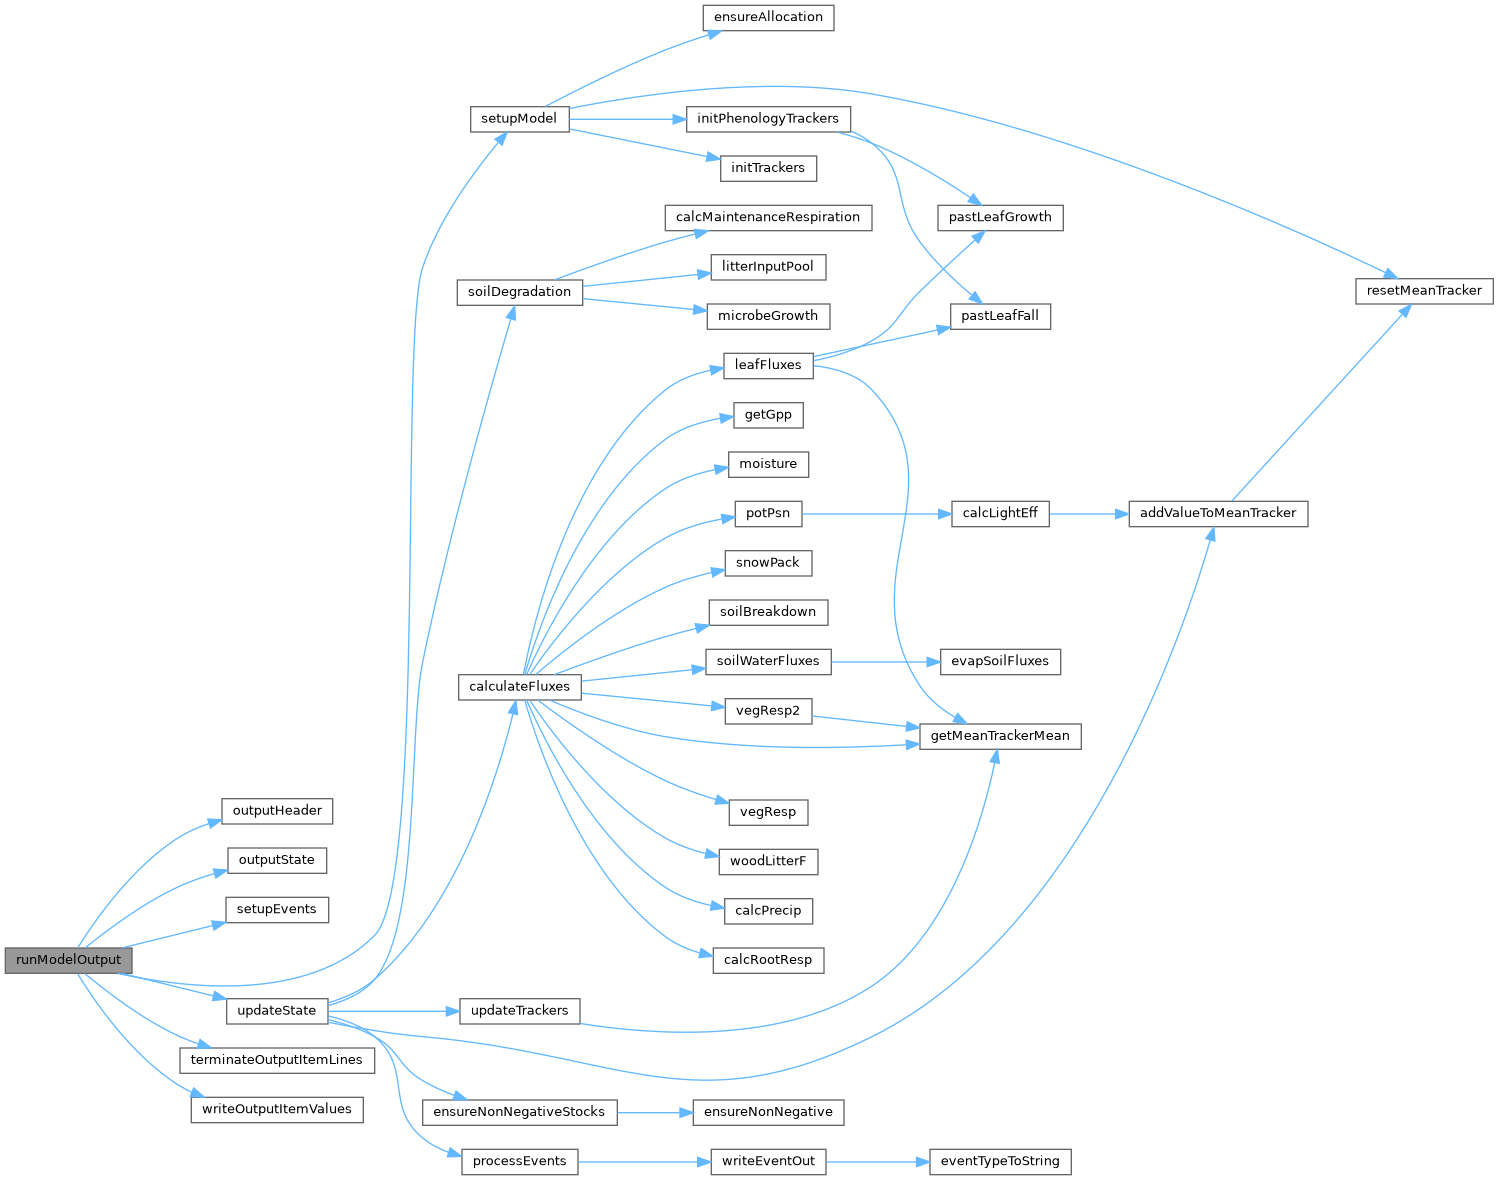 ensureAllocation
setupModel
initPhenologyTrackers
initTrackers
calcMaintenanceRespiration
pastLeafGrowth
litterInputPool
soilDegradation
resetMeanTracker
microbeGrowth
pastLeafFall
leafFluxes
getGpp
moisture
potPsn
calcLightEff
addValueToMeanTracker
snowPack
soilBreakdown
soilWaterFluxes
evapSoilFluxes
calculateFluxes
vegResp2
getMeanTrackerMean
outputHeader
vegResp
outputState
woodLitterF
setupEvents
calcPrecip
runModelOutput
calcRootResp
updateState
updateTrackers
terminateOutputItemLines
writeOutputItemValues
ensureNonNegativeStocks
ensureNonNegative
processEvents
writeEventOut
eventTypeToString